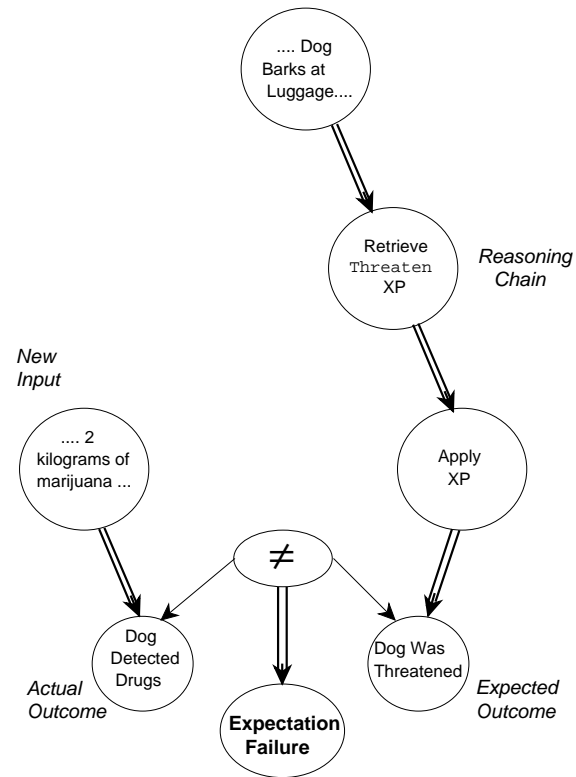 .... Dog
Barks at
Luggage....
Retrieve
Threaten
XP
Reasoning
Chain
New
Input
.... 2
kilograms of
marijuana ...
Apply
XP
≠
Dog
Detected
Drugs
Dog Was
Threatened
Actual
Outcome
Expected
Outcome
Expectation
Failure